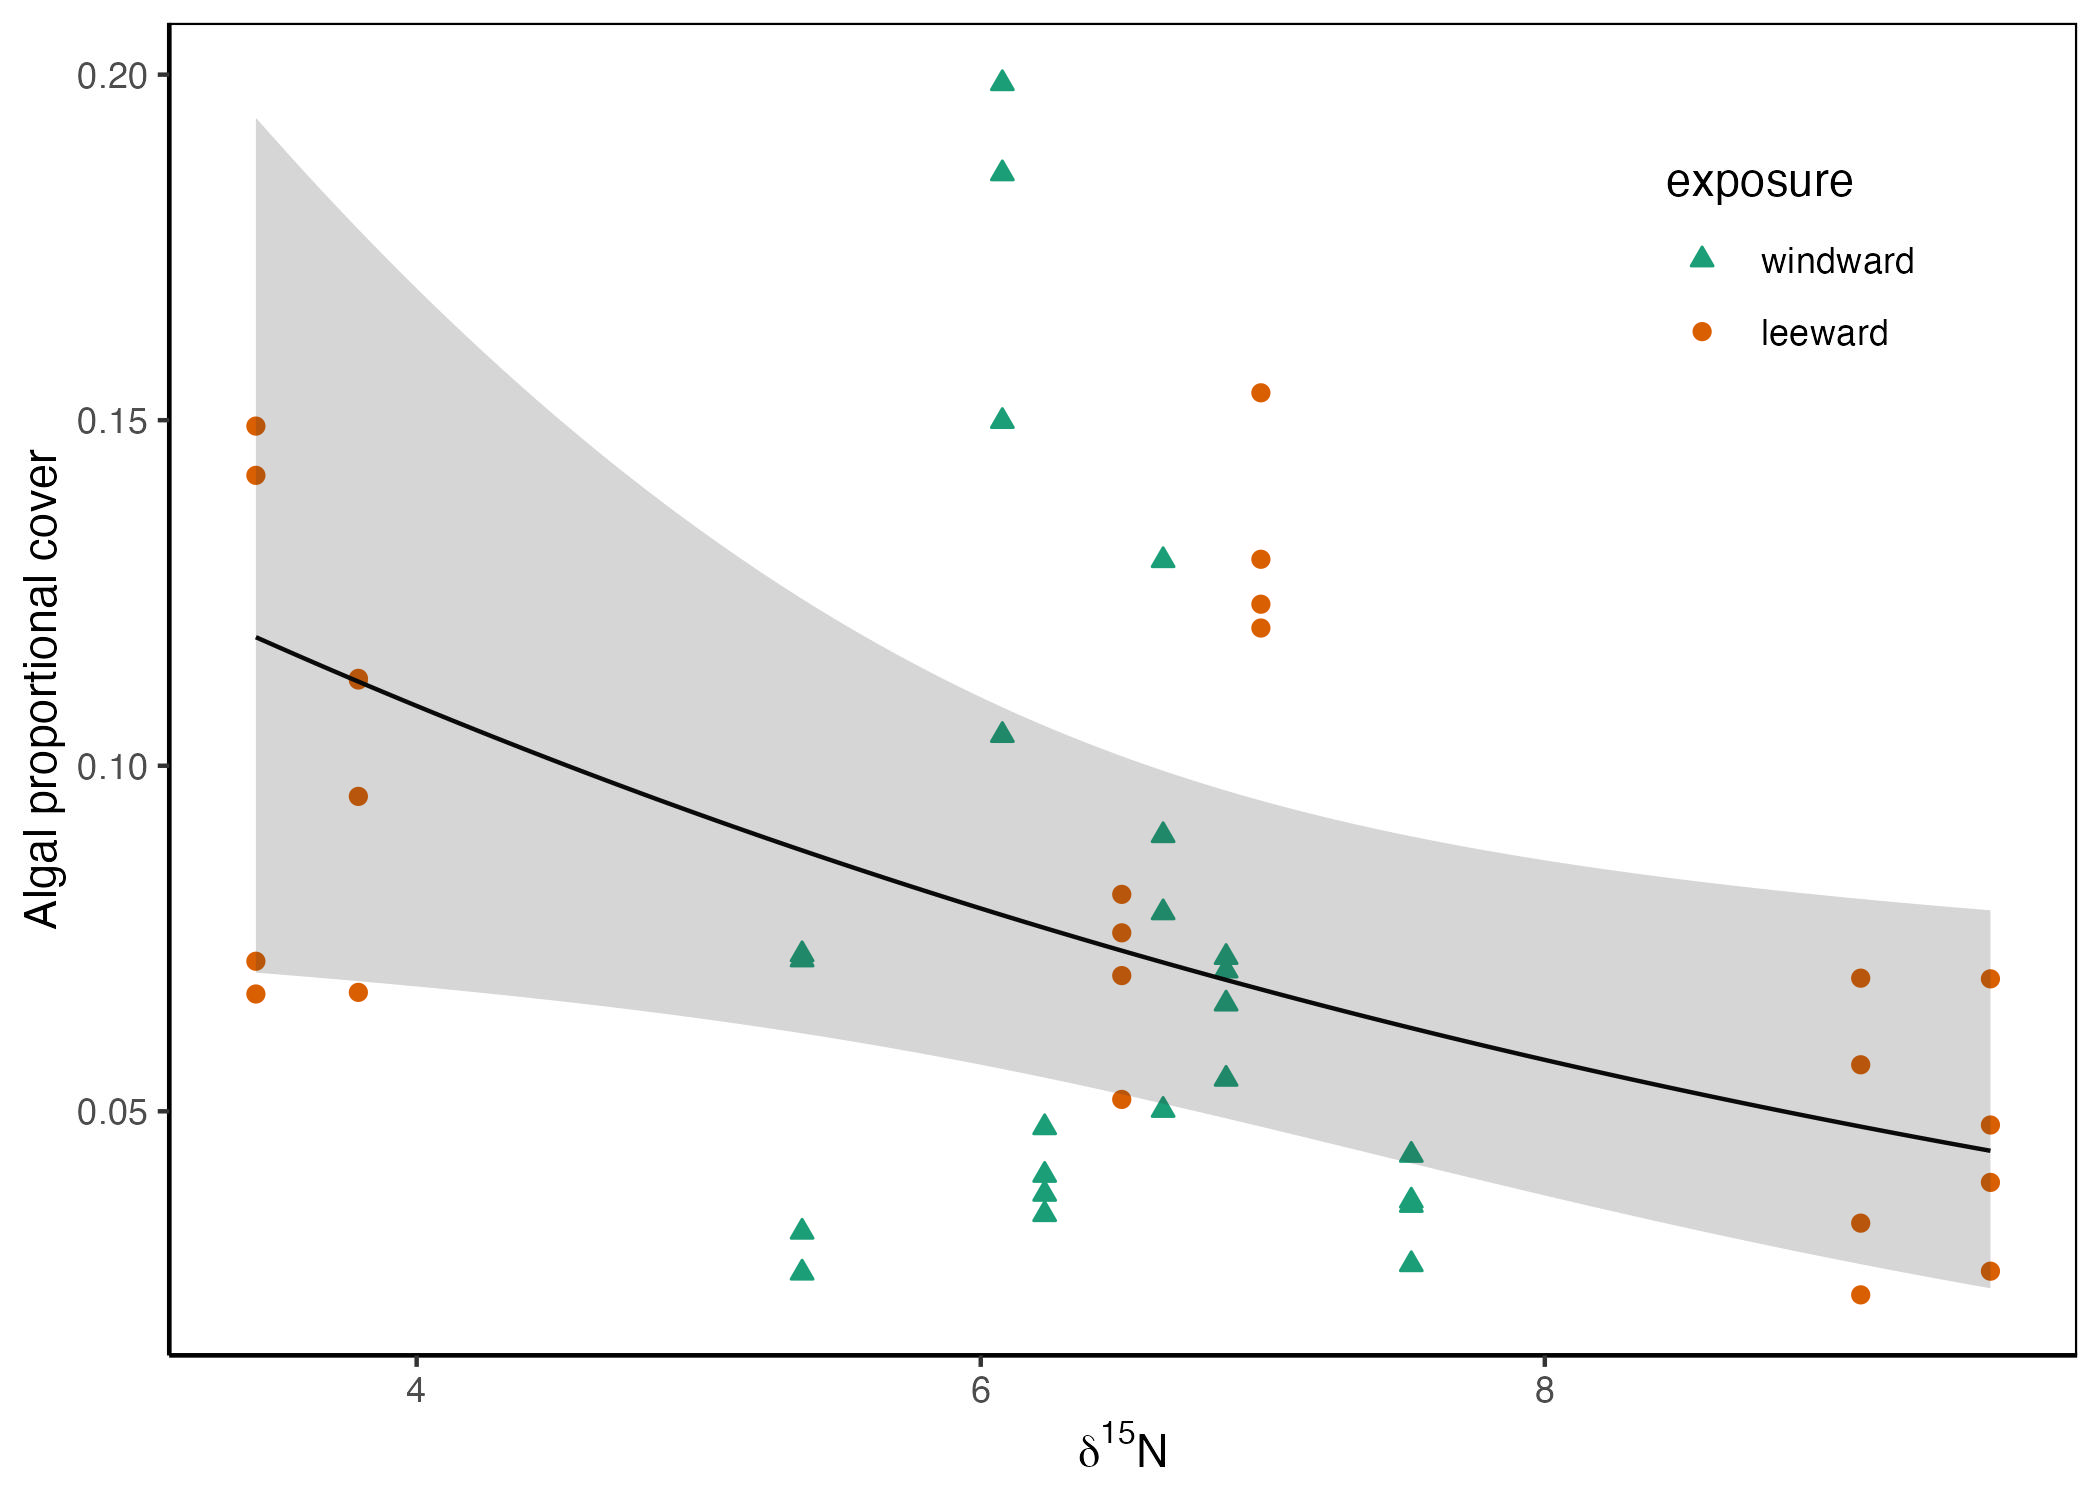 Algal proportional cover
0.20
0.15
0.10
0.05
exposure
windward
leeward
4 6 8
δ¹⁵N